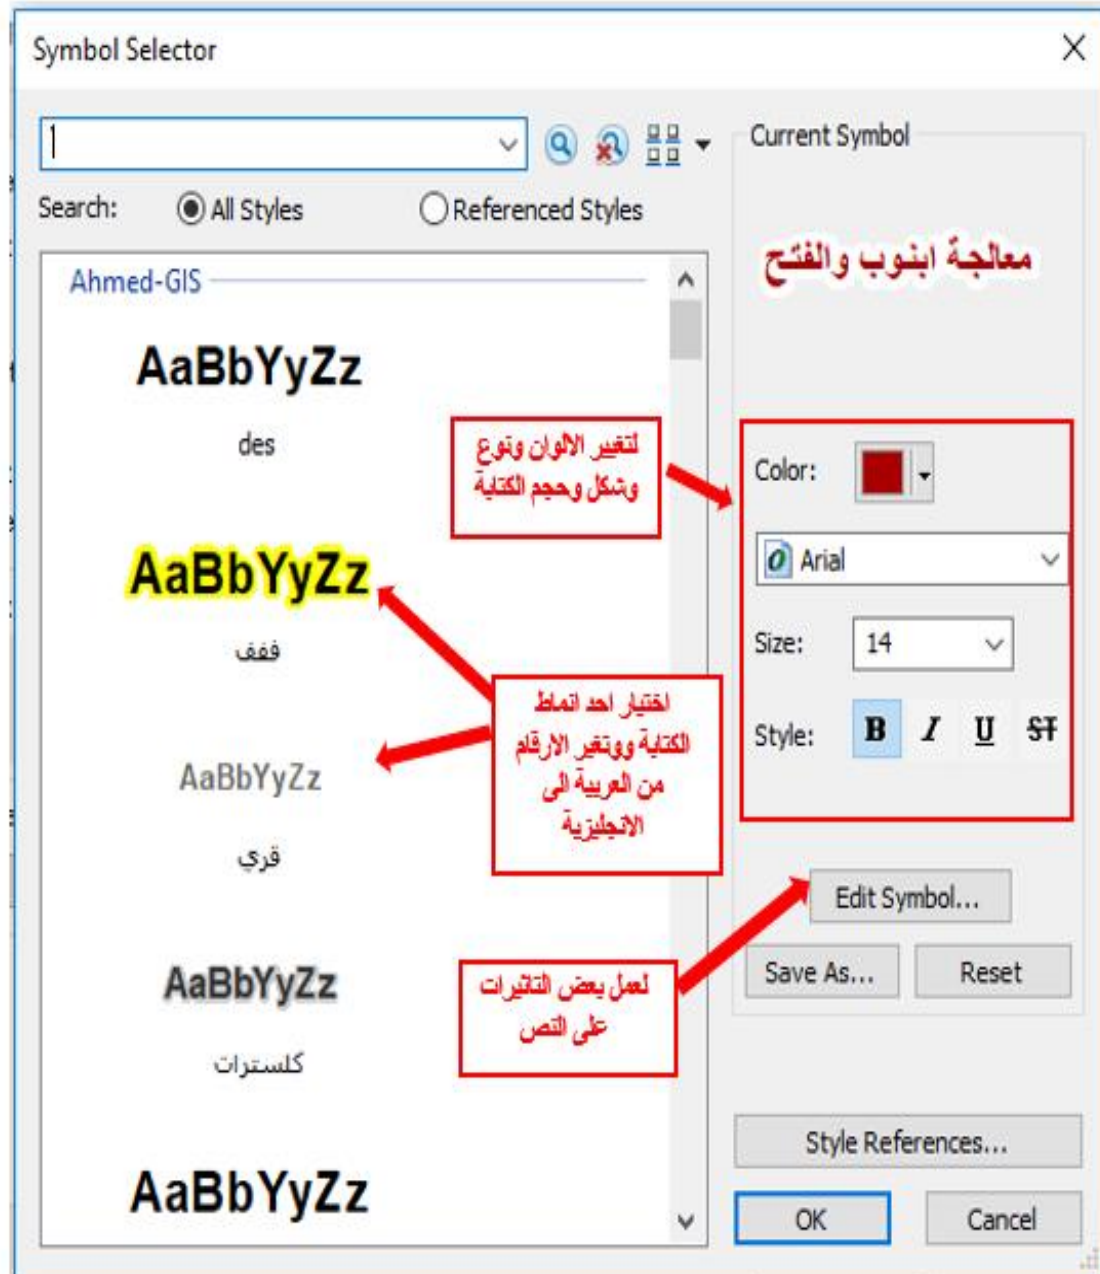 Symbol Selector
Search:
All Styles
Referenced Styles
Ahmed-GIS
AaBbYyZz
des
AaBbYyZz
ففف
AaBbYyZz
قري
AaBbYyZz
كلسترات
AaBbYyZz
Current Symbol
معالجة ابنوب والفتح
لتغيير الالوان ونوع
وشكل وحجم الكتابة
Color:
Arial
Size:
14
Style:
B I U ST
اختيار احد انماط
الكتابة ووتغير الارقام
من العربية الى
الانجليزية
Edit Symbol...
Save As...
Reset
لعمل بعض التاثيرات
على النص
Style References...
OK
Cancel